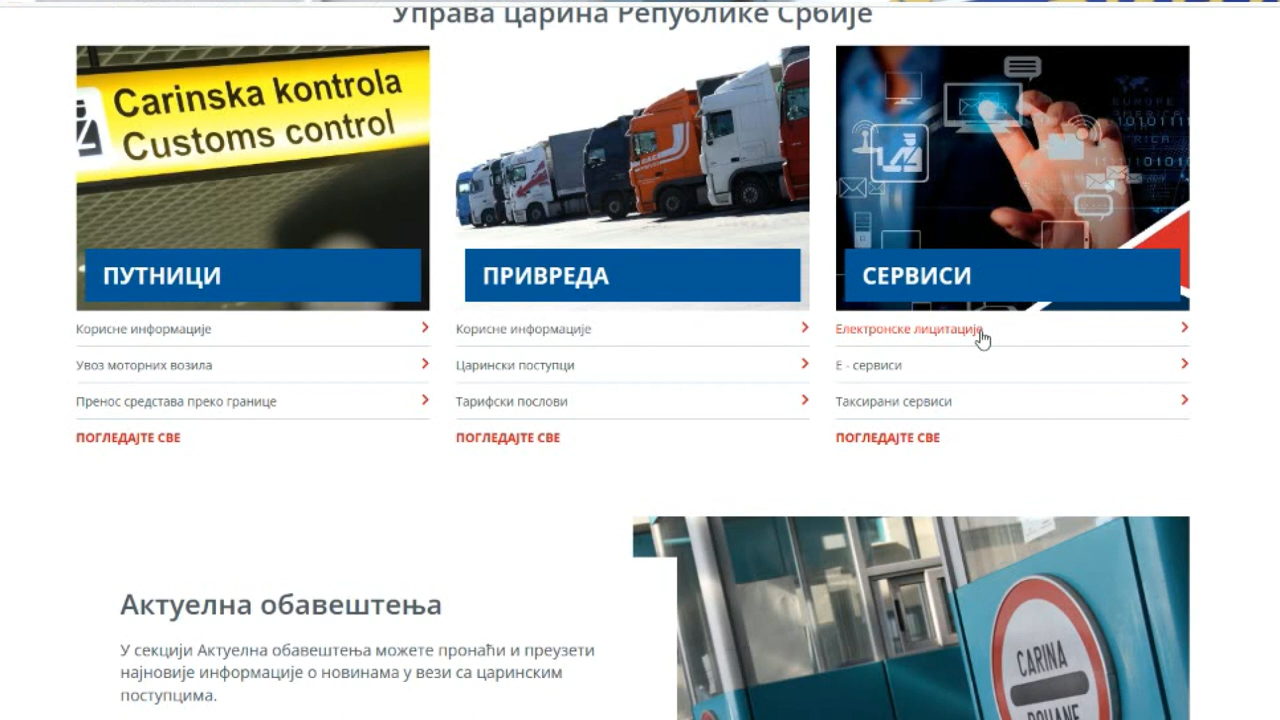 Управа царина Републике Србије
Carinska kontrola
Customs control
ПУТНИЦИ
Корисне информације
Увоз моторних возила
Пренос средстава преко границе
ПОГЛЕДАЈТЕ СВЕ
ПРИВРЕДА
Корисне информације
Царински поступци
Тарифски послови
ПОГЛЕДАЈТЕ СВЕ
EUROPE
СЕРВИСИ
Електронске лицитације
Е - сервиси
Таксирани сервиси
ПОГЛЕДАЈТЕ СВЕ
Актуелна обавештења
У секцији Актуелна обавештења можете пронаћи и преузети
најновије информације о новинама у вези са царинским
поступцима.
CARINA
DOUANE